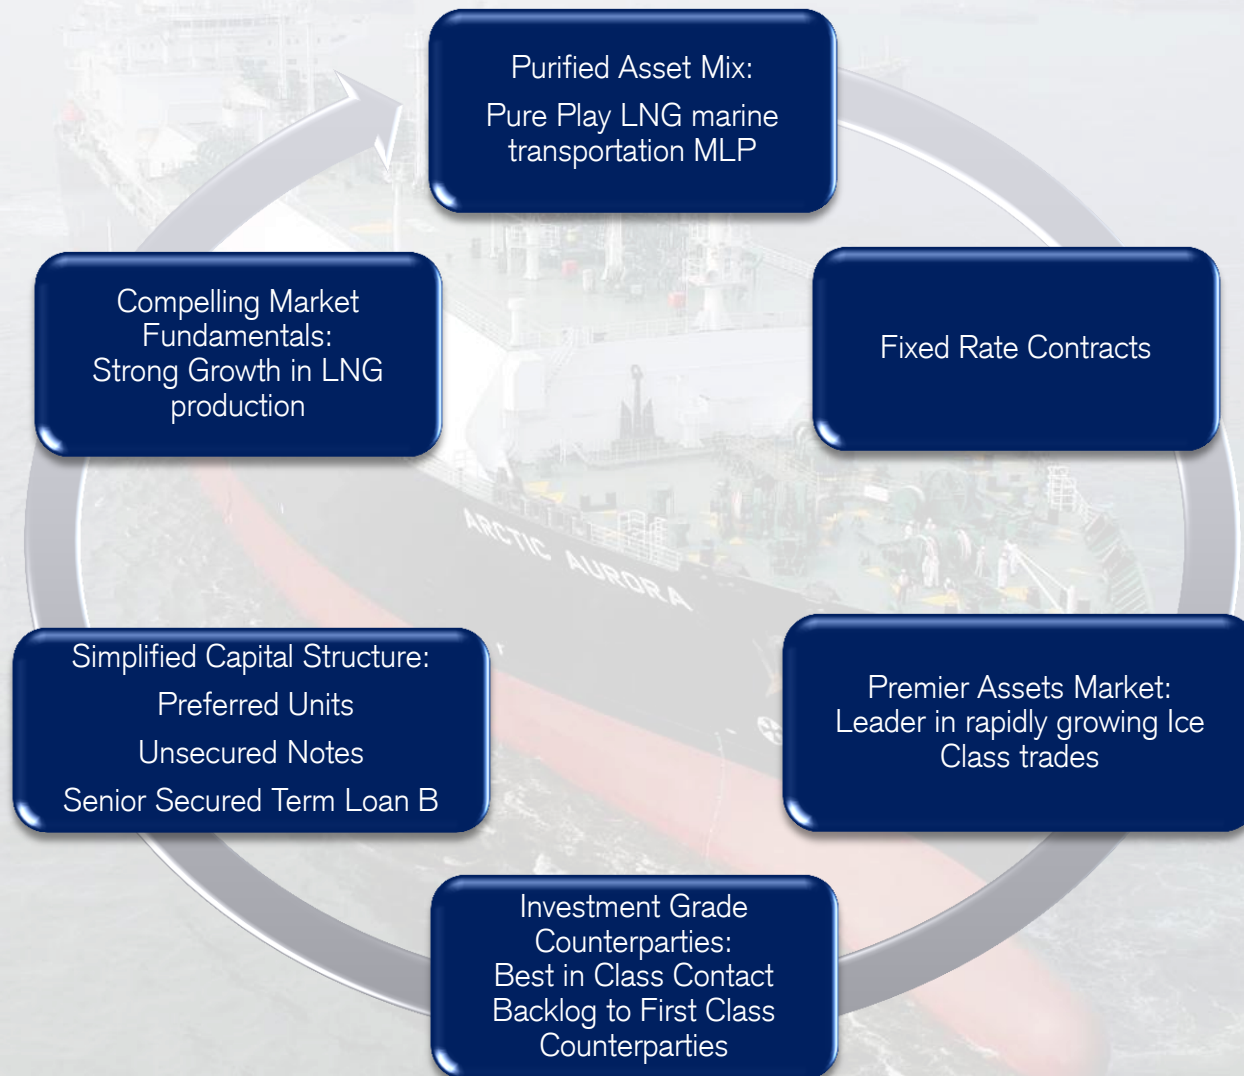 Purified Asset Mix:
Pure Play LNG marine
transportation MLP
Fixed Rate Contracts
Premier Assets Market:
Leader in rapidly growing Ice
Class trades
Investment Grade
Counterparties:
Best in Class Contact
Backlog to First Class
Counterparties
Simplified Capital Structure:
Preferred Units
Unsecured Notes
Senior Secured Term Loan B
Compelling Market
Fundamentals:
Strong Growth in LNG
production
ARCTIC AURORA